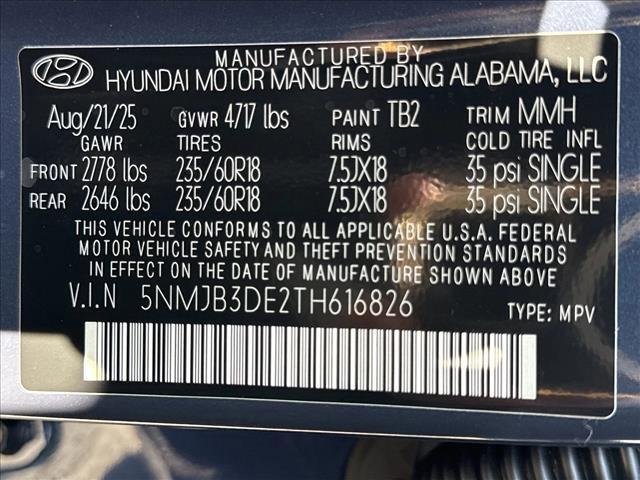 MANUFACTURED BY
HYUNDAI MOTOR MANUFACTURING ALABAMA, LLC
Aug/21/25 GVWR 4717 lbs PAINT TB2 TRIM MMH
GAWR TIRES RIMS COLD TIRE INFL
FRONT 2778 lbs 235/60R18 7.5JX18 35 psi SINGLE
REAR 2646 lbs 235/60R18 7.5JX18 35 psi SINGLE
THIS VEHICLE CONFORMS TO ALL APPLICABLE U.S.A. FEDERAL
MOTOR VEHICLE SAFETY AND THEFT PREVENTION STANDARDS
IN EFFECT ON THE DATE OF MANUFACTURE SHOWN ABOVE
V.I.N 5NMJB3DE2TH616826 TYPE: MPV